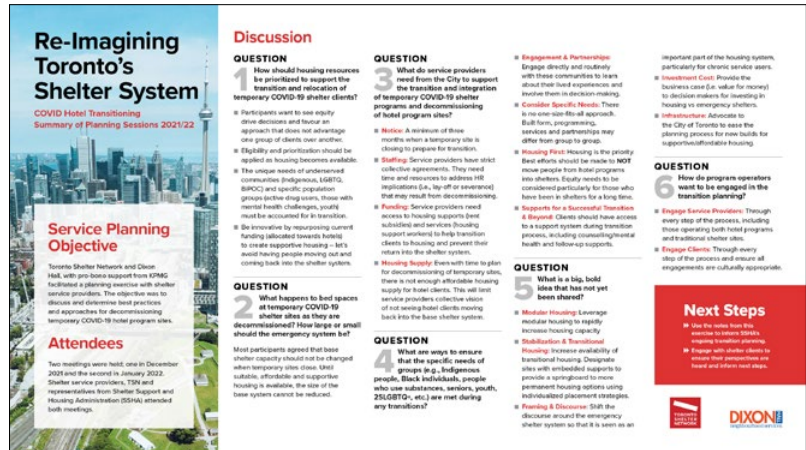 Re-Imagining
Toronto's
Shelter System
COVID Hotel Transitioning
Summary of Planning Sessions 2021/22
Service Planning
Objective
Toronto Shelter Network and Dixon
Hall, with support from KPMG
facilitated a planning exercise with shelter
service providers. The objective was to
discuss and determine best practices
and approaches for decommissioning
temporary COVID-19 hotel program sites.
Attendees
Two meetings were held; one in December
2021 and the second in January 2022.
Shelter service providers, TSN and
representatives from Shelter Support and
Housing Administration (SSHA) attended
both meetings.
Discussion
QUESTION
1
How should housing resources
be prioritized to support the
transition and relocation of
temporary COVID-19 shelter clients?
Participants want to see equity
drive-decisions and favour an
approach that does not advantage
one group of clients over another.
Eligibility and prioritization should be
applied as housing becomes available.
The unique needs of underserved
communities (Indigenous, LGBTQ,
BIPOC) and specific population
groups (active drug users, those with
mental health challenges, youth)
must be accounted for in transition.
Be innovative by repurposing current
funding (allocated towards hotels)
to create supportive housing – let's
avoid having people moving out and
coming back into the shelter system.
QUESTION
2
What happens to bed spaces
at temporary COVID-19
shelter sites as they are
decommissioned? How large or small
should the emergency system be?
Most participants agreed that base
shelter capacity should not be changed
when temporary sites close. Until
suitable, affordable and supportive
housing is available, the size of the
base system cannot be reduced.
QUESTION
3
What do service providers
need from the City to support
the transition and integration
of temporary COVID-19 shelter
programs and decommissioning
of hotel program sites?
Notice: A minimum of three
months when a temporary site is
closing to prepare for transition.
Staffing: Service providers have strict
collective agreements. They need
time and resources to address HR
implications (i.e., lay-off or severance)
that may result from decommissioning.
Funding: Service providers need
access to housing supports (rent
subsidies) and services (housing
support workers) to help transition
clients to housing and prevent their
return into the shelter system.
Housing Supply: Even with time to plan
for decommissioning of temporary sites,
there is not enough affordable housing
supply for hotel clients. This will limit
service providers collective vision
of not seeing hotel clients moved
back into the base shelter system.
QUESTION
4
What are ways to ensure
that the specific needs of
groups (e.g., Indigenous
people, Black individuals, people
who use substances, seniors, youth,
2SLGBTQ+, etc.) are met during
any transitions?
Engagement & Partnerships:
Engage directly and routinely
with these communities to learn
about their lived experiences and
involve them in decision-making.
Consider Specific Needs: There
is no one-size-fits-all approach.
Built form, programming,
services and partnerships may
differ from group to group.
Housing First: Housing is the priority.
Best efforts should be made to NOT
move people from hotel programs
into shelters. Equity needs to be
considered particularly for those who
have been in shelters for a long time.
Supports for a Successful Transition
& Beyond: Clients should have access
to a support system during transition
process, including counselling/mental
health and follow-up supports.
QUESTION
5
What is a big, bold
idea that has not yet
been shared?
Modular Housing: Leverage
modular housing to rapidly
increase housing capacity
Stabilization & Transitional
Housing: Increase availability of
transitional housing. Designate
sites with embedded supports to
provide a springboard to more
permanent housing options using
individualized placement strategies.
Framing & Discourse: Shift the
discourse around the emergency
shelter system so that it is seen as an
important part of the housing system,
particularly for chronic service users.
Investment Cost: Provide the
business case (i.e. value for money)
to decision makers for investing in
housing vs emergency shelters.
Infrastructure: Advocate to
the City of Toronto to ease the
planning process for new builds for
supportive/affordable housing.
QUESTION
6
How do program operators
want to be engaged in the
transition planning?
Engage Service Providers: Through
every step of the process, including
those operating both hotel programs
and traditional shelter sites.
Engage Clients: Through every
step of the process and ensure all
engagements are culturally appropriate.
Next Steps
Use the notes from this
exercise to inform SSHA's
ongoing transition planning.
Engage with shelter clients to
ensure their perspectives are
heard and inform next steps.
TORONTO
SHELTER
NETWORK
DIXON